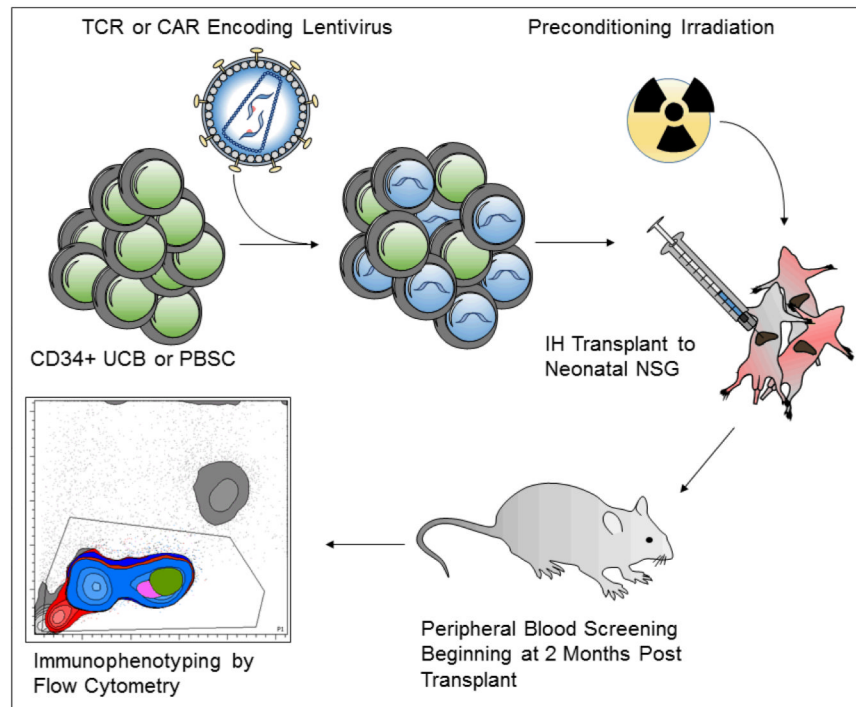 TCR or CAR Encoding Lentivirus
Preconditioning Irradiation
CD34+ UCB or PBSC
IH Transplant to
Neonatal NSG
P1
Immunophenotyping by
Flow Cytometry
Peripheral Blood Screening
Beginning at 2 Months Post
Transplant